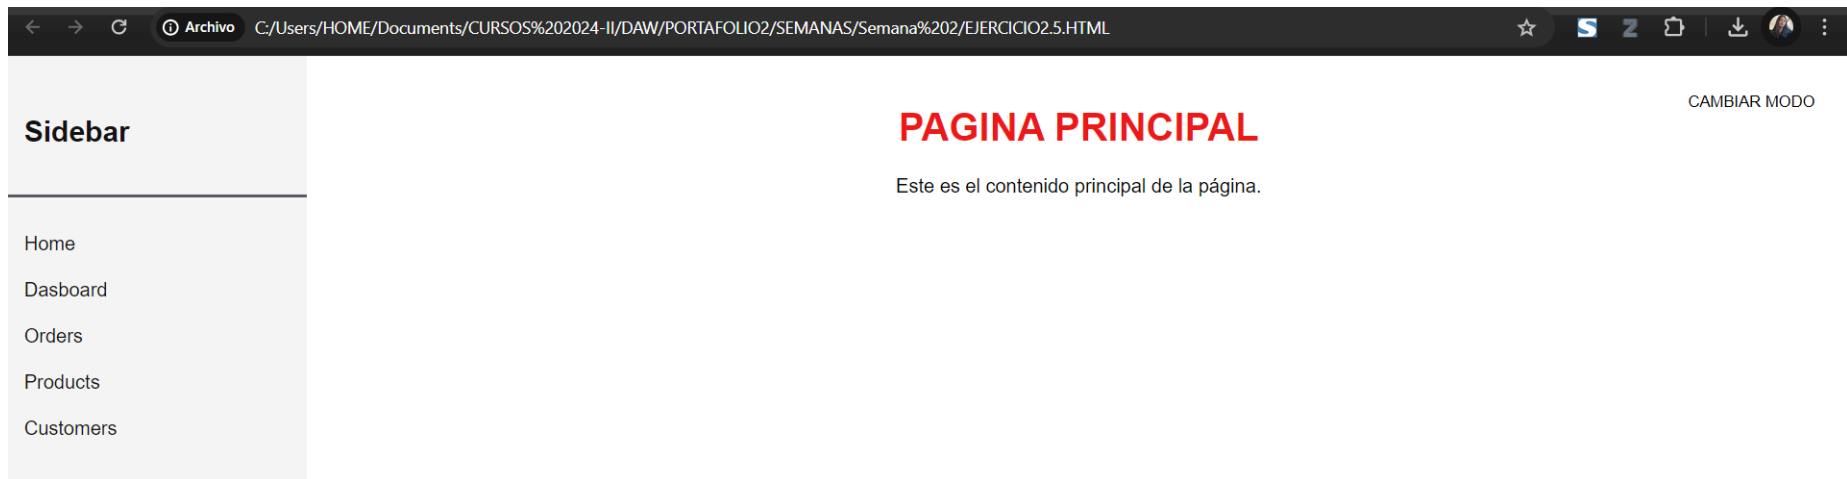 Archivo C:/Users/HOME/Documents/CURSOS%202024-II/DAW/PORTAFOLIO2/SEMANAS/Semana%202/EJERCICIO2.5.HTML
S Z
CAMBIAR MODO
Sidebar
PAGINA PRINCIPAL
Este es el contenido principal de la página.
Home
Dasboard
Orders
Products
Customers